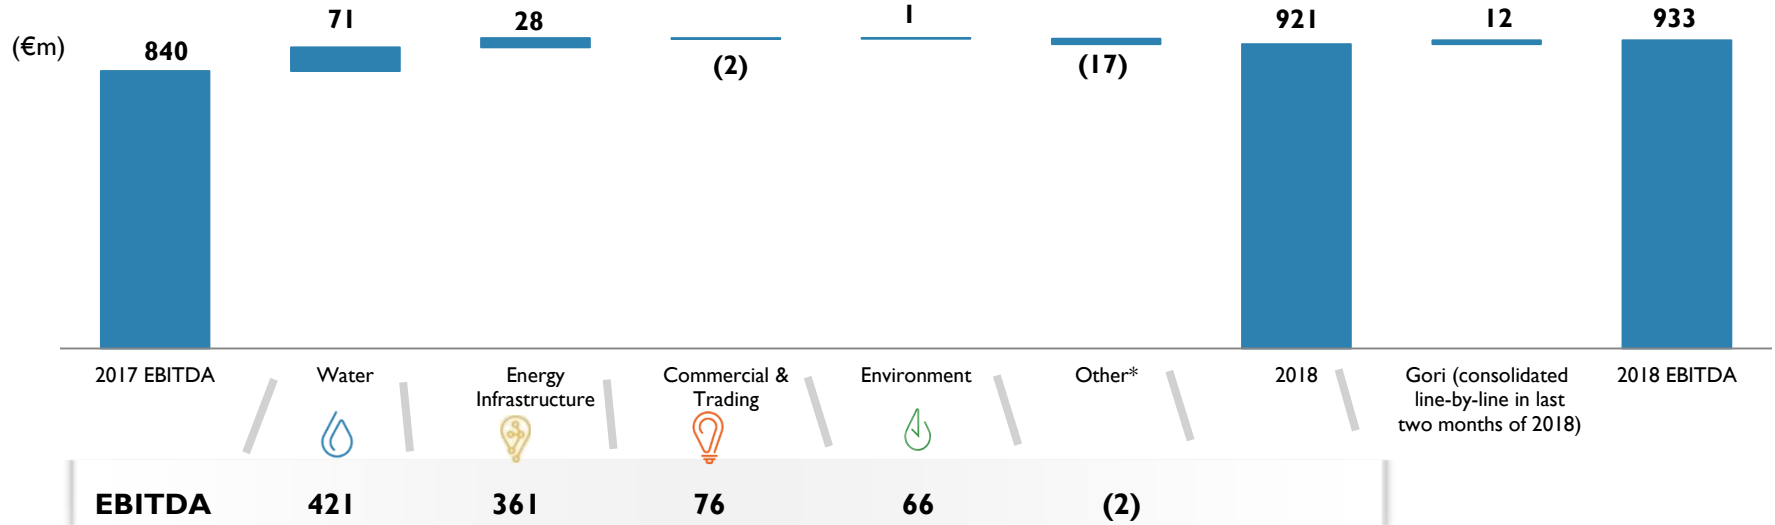 (€m)
840
71
28
(2)
1
(17)
921
12
933
2017 EBITDA
Water
Energy
Infrastructure
Commercial &
Trading
Environment
Other*
2018
Gori (consolidated
line-by-line in last
two months of 2018)
2018 EBITDA
EBITDA 421 361 76 66 (2)